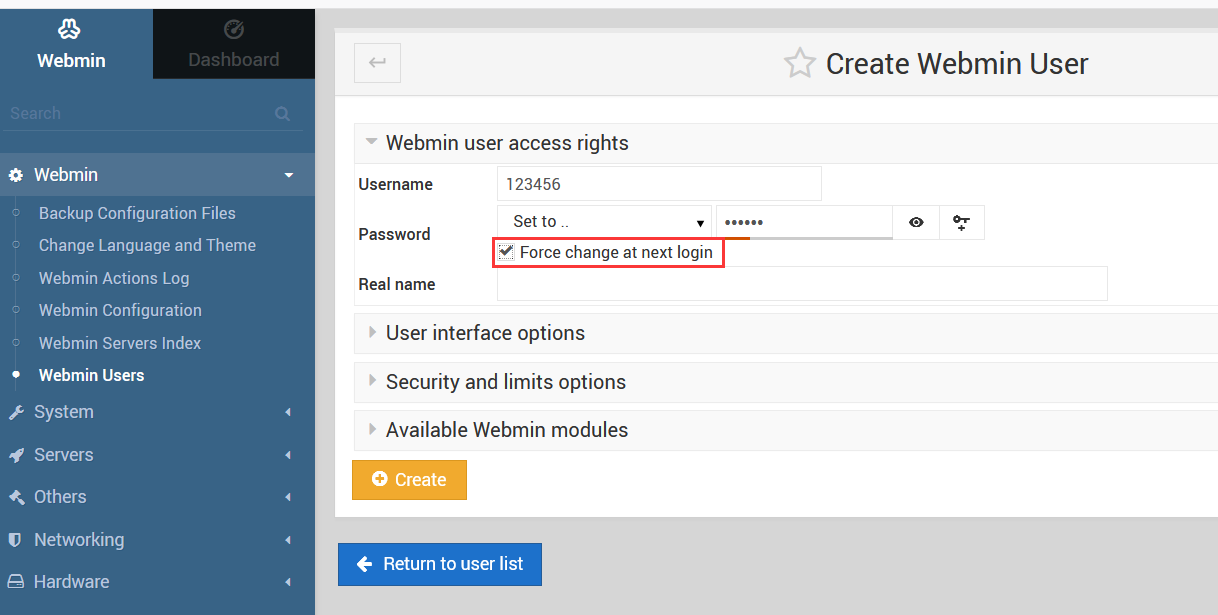 Webmin
Dashboard
Search
Webmin
Backup Configuration Files
Change Language and Theme
Webmin Actions Log
Webmin Configuration
Webmin Servers Index
Webmin Users
System
Servers
Others
Networking
Hardware
Create Webmin User
Webmin user access rights
Username 123456
Password Set to .. ••••••
Force change at next login
Real name
User interface options
Security and limits options
Available Webmin modules
Create
Return to user list